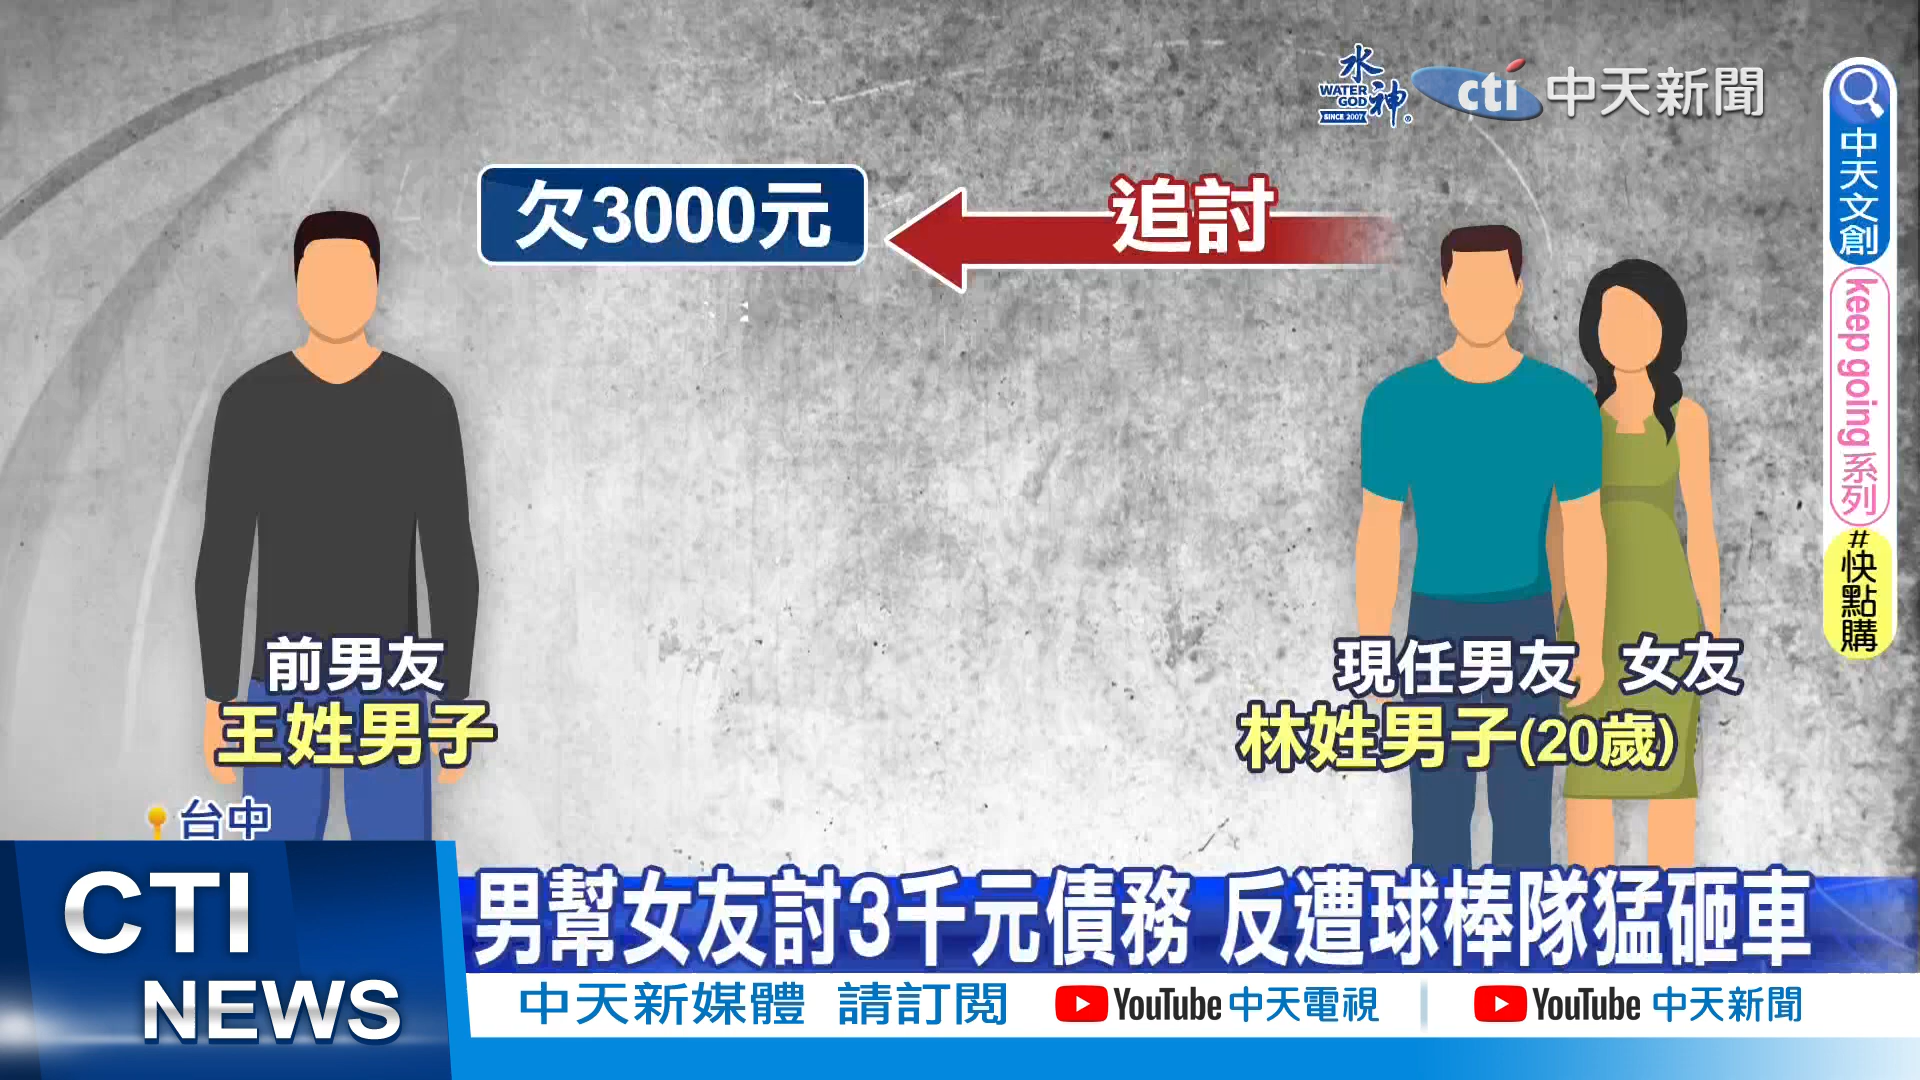 水神
WATER GOD
SINCE 2007
cti 中天新聞
中天文創
keep going系列
#快點購
欠3000元
追討
前男友
王姓男子
現任男友 女友
林姓男子(20歲)
台中
CTI NEWS
男幫女友討3千元債務 反遭球棒隊猛砸車
中天新媒體 請訂閱 YouTube 中天電視 YouTube 中天新聞